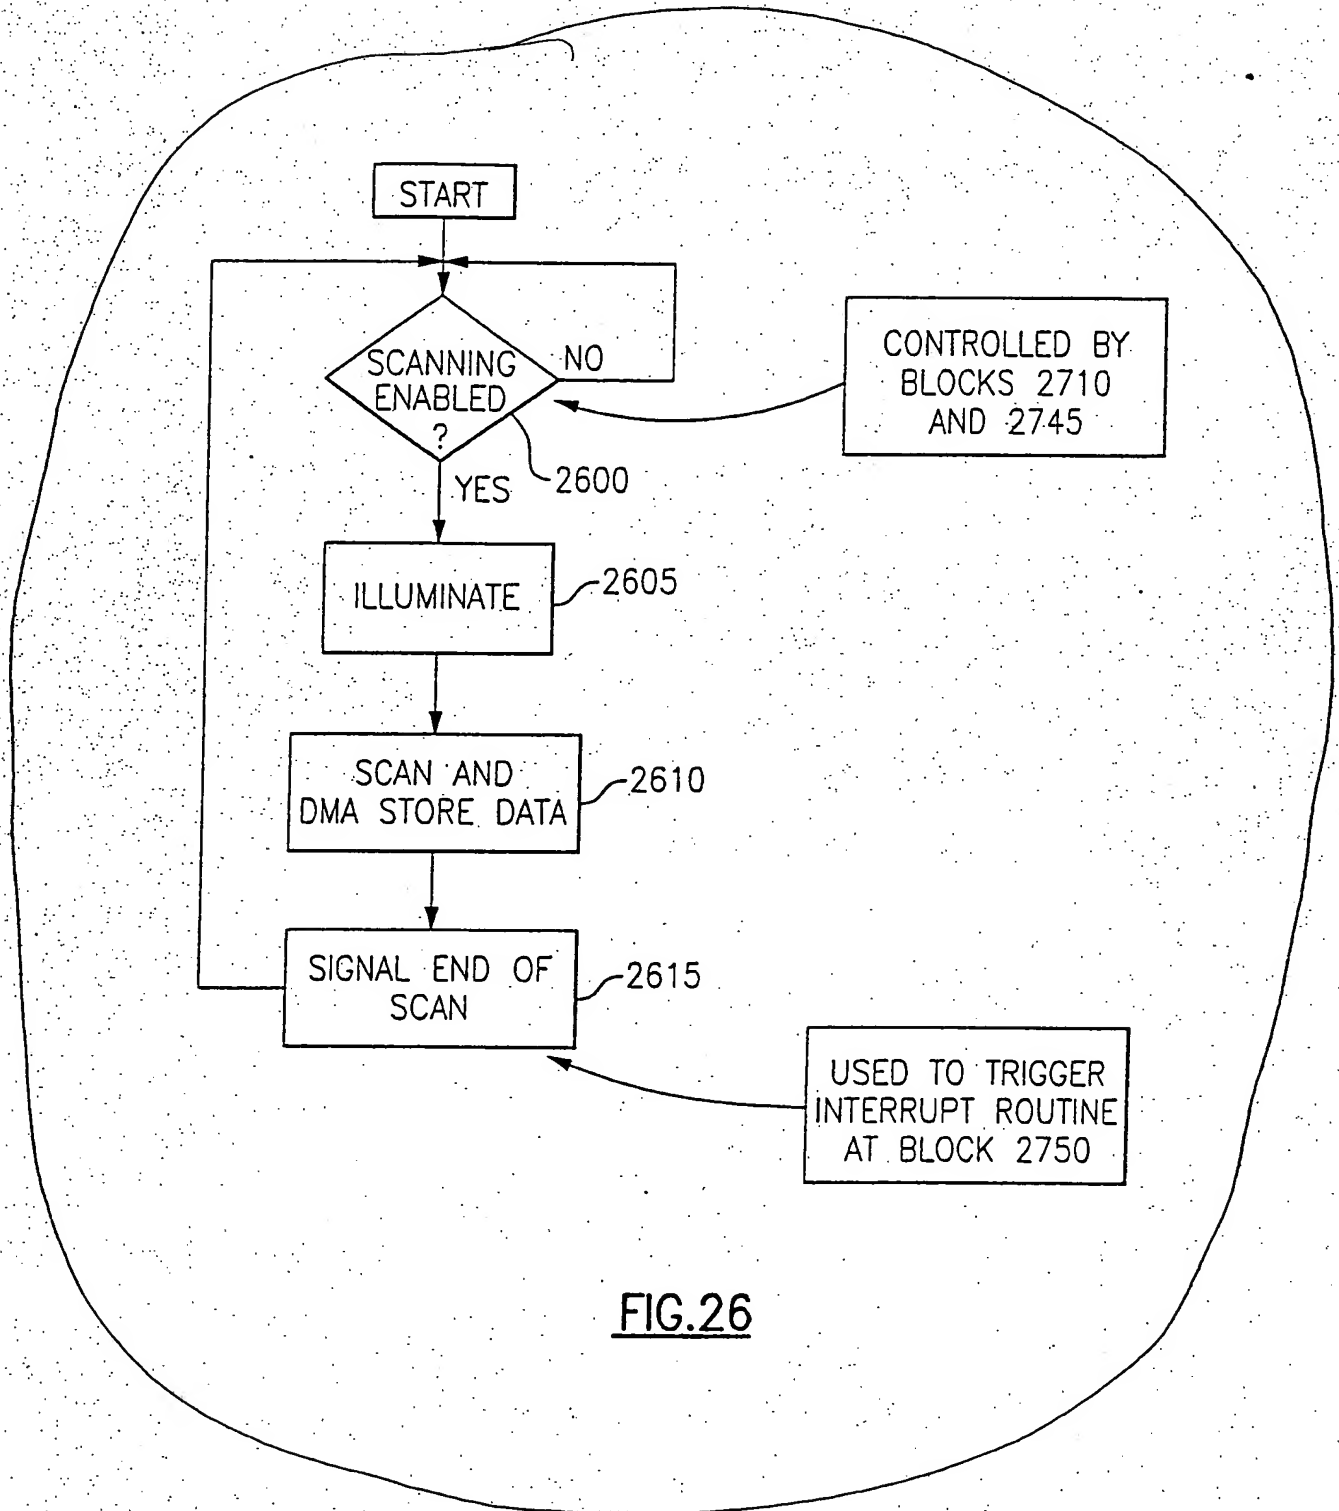 START
SCANNING
ENABLED
?
NO
YES
2600
CONTROLLED BY
BLOCKS 2710
AND 2745
ILLUMINATE
2605
SCAN AND
DMA STORE DATA
2610
SIGNAL END OF
SCAN
2615
USED TO TRIGGER
INTERRUPT ROUTINE
AT BLOCK 2750
FIG.26